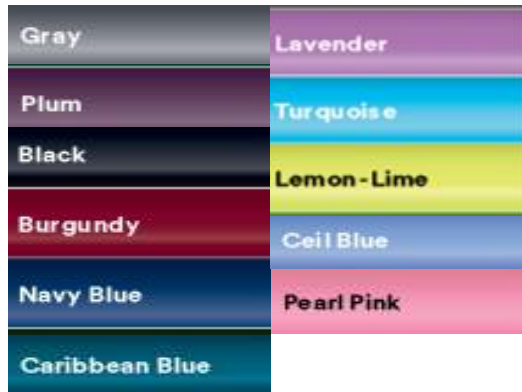 Gray
Plum
Black
Burgundy
Navy Blue
Caribbean Blue
Lavender
Turquoise
Lemon-Lime
Ceil Blue
Pearl Pink